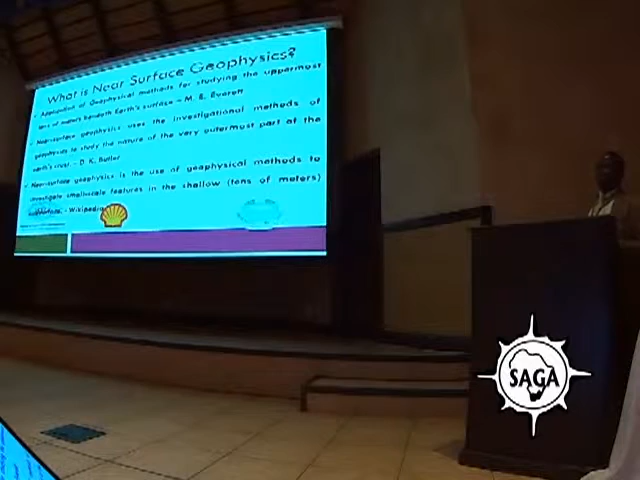 What is Near Surface Geophysics?
Application of Geophysical methods for studying the uppermost
tens of meters beneath Earth's surface – M. E. Everett
Near-surface geophysics uses the investigational methods of
geophysics to study the nature of the very outermost part of the
earth's crust. – D. K. Butler
Near-surface geophysics is the use of geophysical methods to
investigate small-scale features in the shallow (tens of meters)
subsurface. - Wikipedia
SAGA